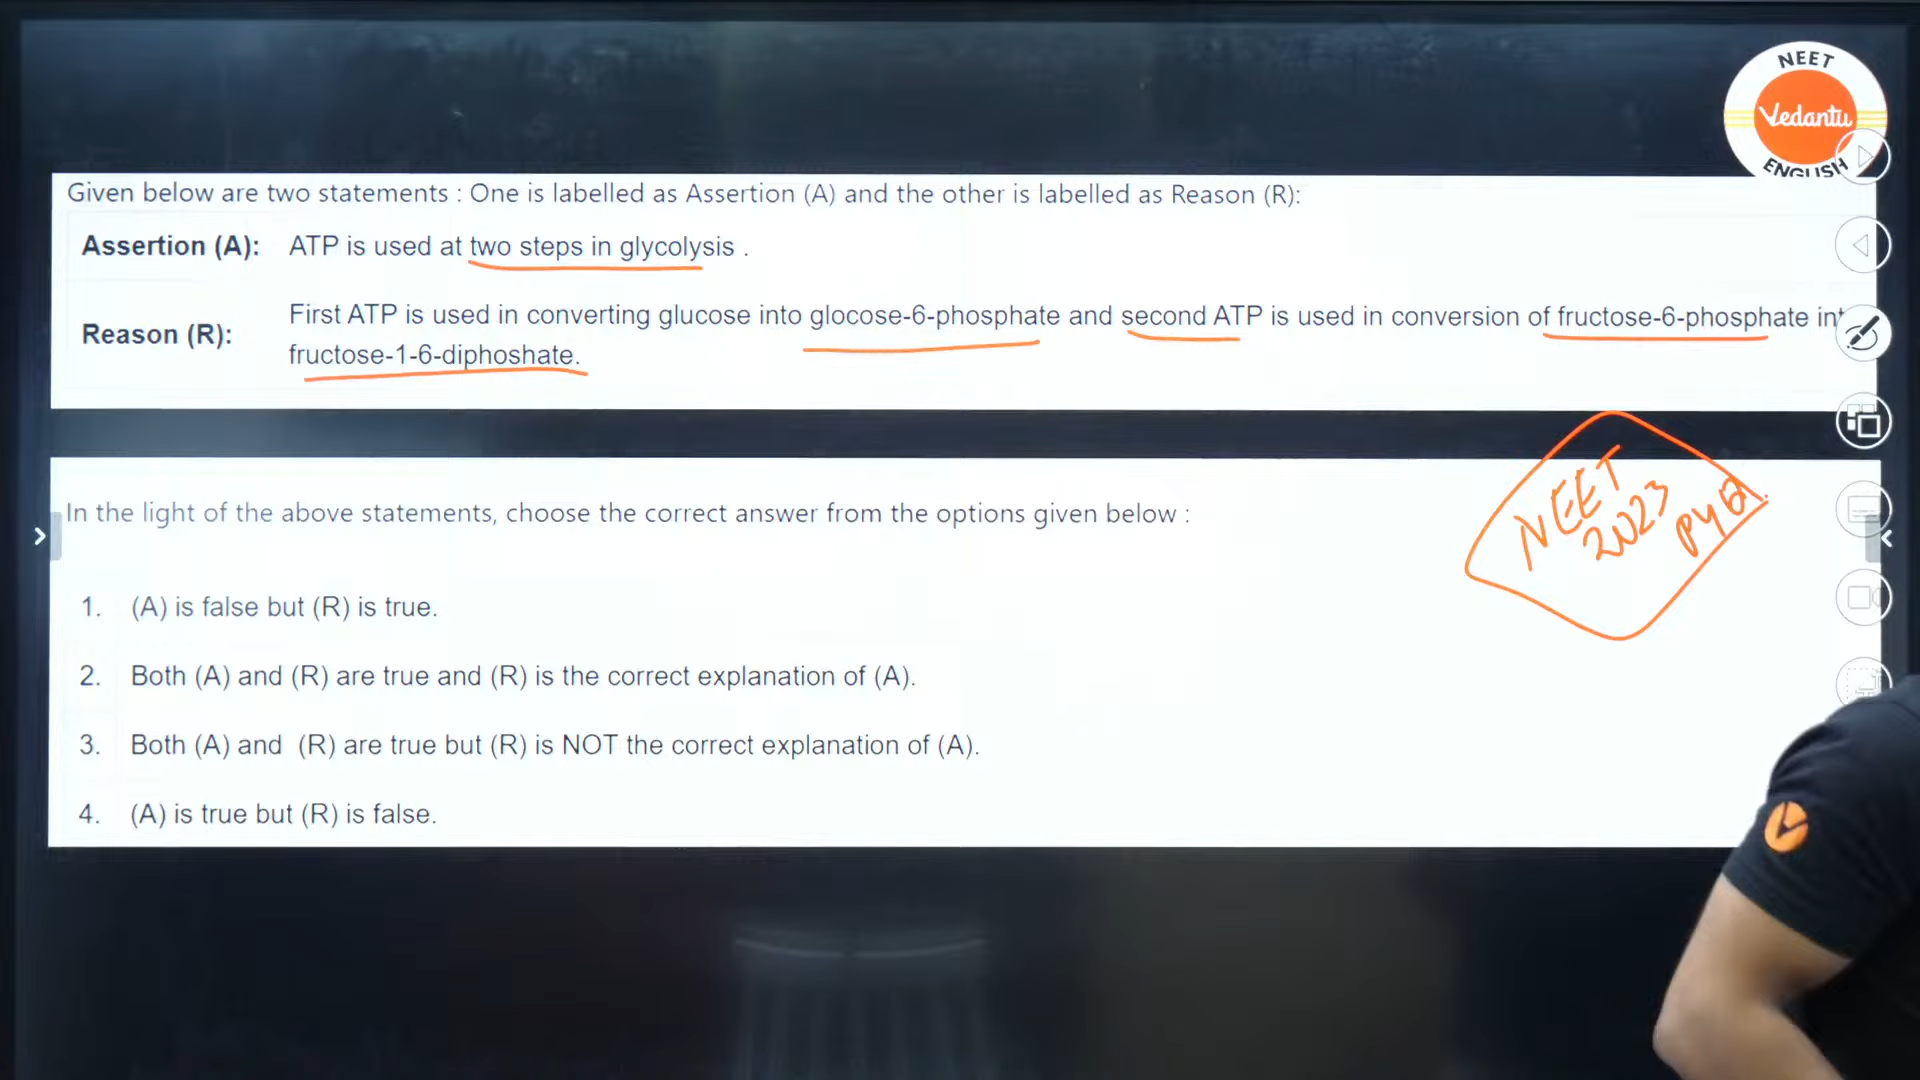 NEET
Vedantu
ENGLISH
Given below are two statements : One is labelled as Assertion (A) and the other is labelled as Reason (R):
Assertion (A): ATP is used at two steps in glycolysis .
Reason (R): First ATP is used in converting glucose into glocose-6-phosphate and second ATP is used in conversion of fructose-6-phosphate int
fructose-1-6-diphoshate.
NEET
2023
PYQ
In the light of the above statements, choose the correct answer from the options given below :
1. (A) is false but (R) is true.
2. Both (A) and (R) are true and (R) is the correct explanation of (A).
3. Both (A) and (R) are true but (R) is NOT the correct explanation of (A).
4. (A) is true but (R) is false.